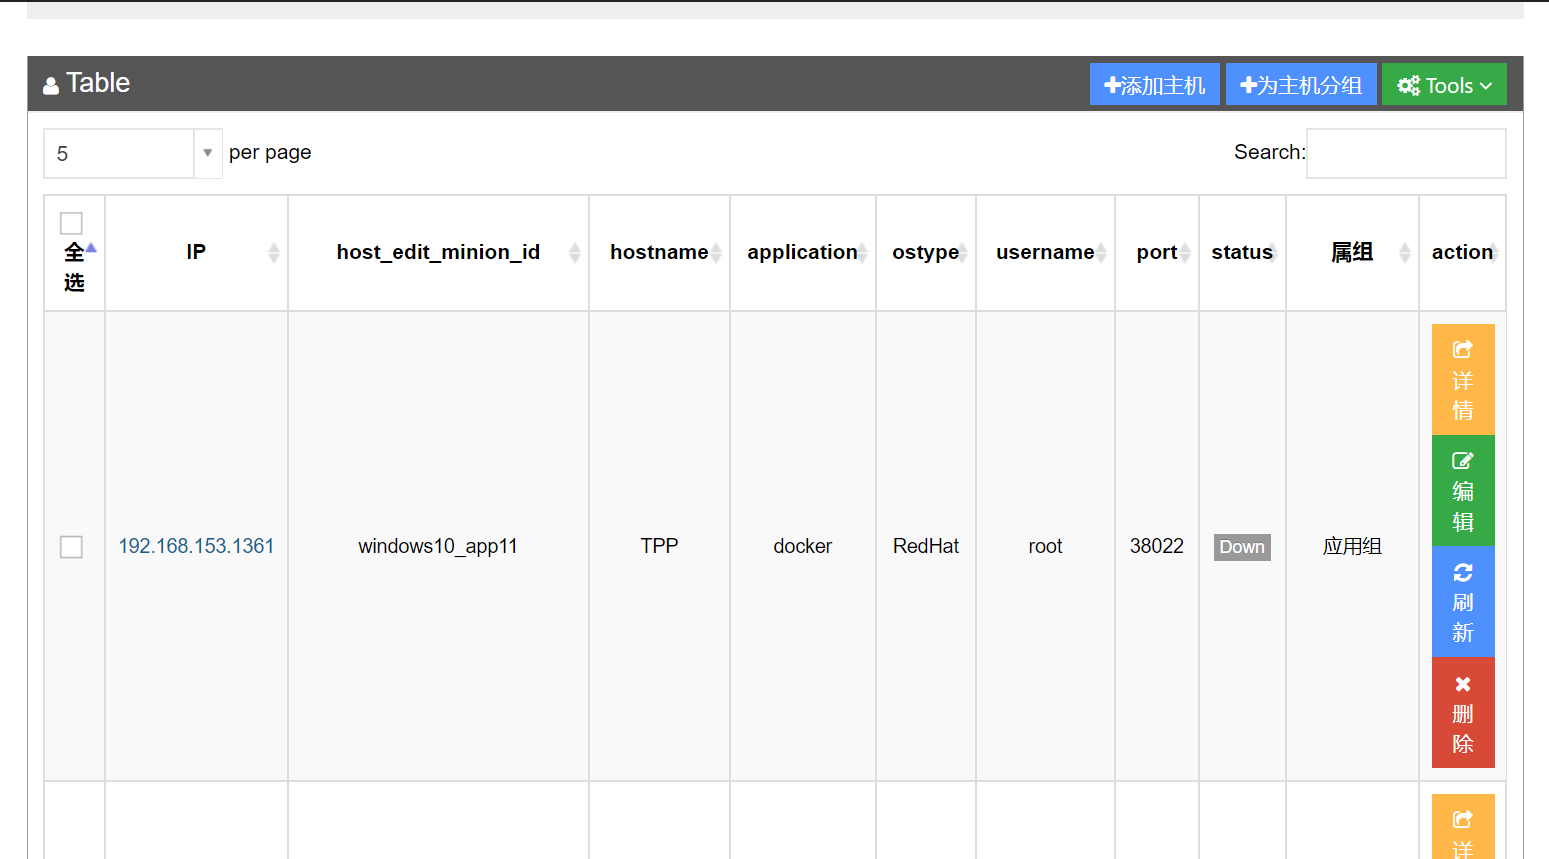 Table
添加主机
为主机分组
Tools
5
per page
Search:
全选
IP
host_edit_minion_id
hostname
application
ostype
username
port
status
属组
action
192.168.153.1361
windows10_app11
TPP
docker
RedHat
root
38022
Down
应用组
详情
编辑
刷新
删除
详